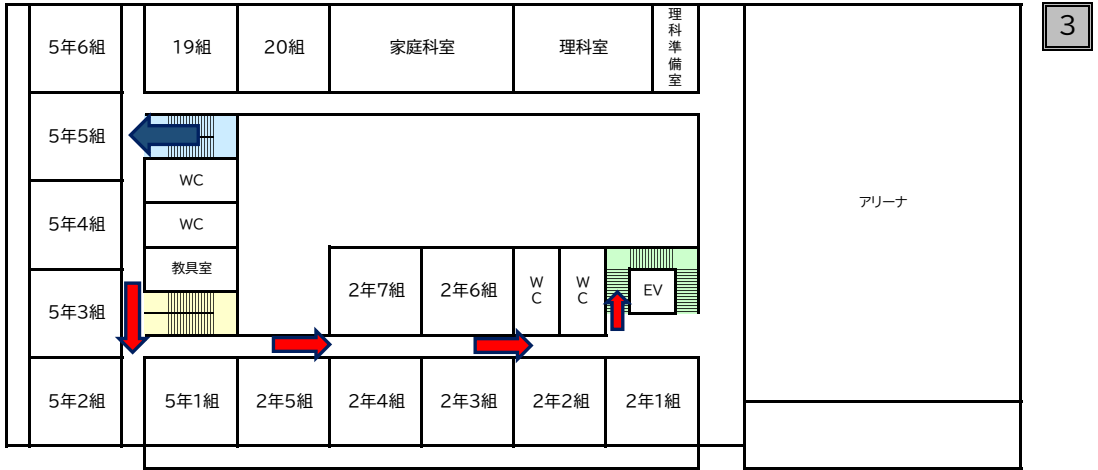 3
5年6組
19組
20組
家庭科室
理科室
理科準備室
5年5組
WC
5年4組
WC
アリーナ
教具室
5年3組
2年7組
2年6組
WC
WC
EV
5年2組
5年1組
2年5組
2年4組
2年3組
2年2組
2年1組